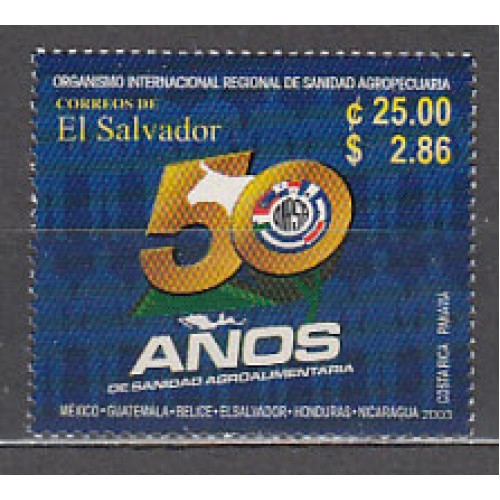 ORGANISMO INTERNACIONAL REGIONAL DE SANIDAD AGROPECUARIA
CORREOS DE
El Salvador
₡ 25.00
$ 2.86
50
OIRSA
AÑOS
DE SANIDAD AGROALIMENTARIA
COSTA RICA PANAMA
MÉXICO - GUATEMALA - BELICE - EL SALVADOR - HONDURAS - NICARAGUA 2003